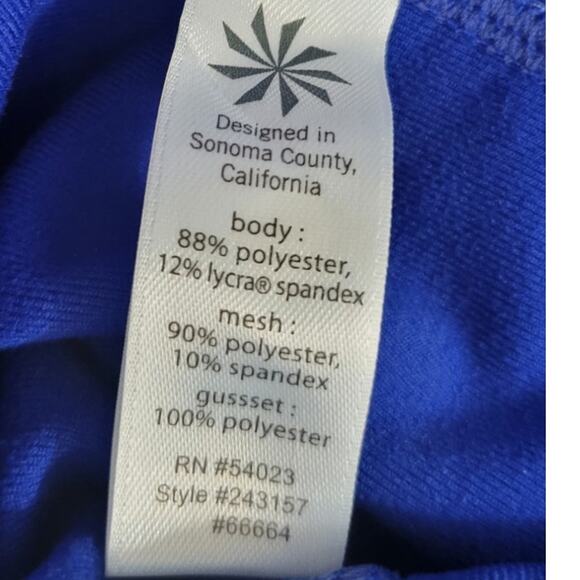 Designed in
Sonoma County,
California
body :
88% polyester,
12% lycra® spandex
mesh :
90% polyester,
10% spandex
gussset :
100% polyester
RN #54023
Style #243157
#66664